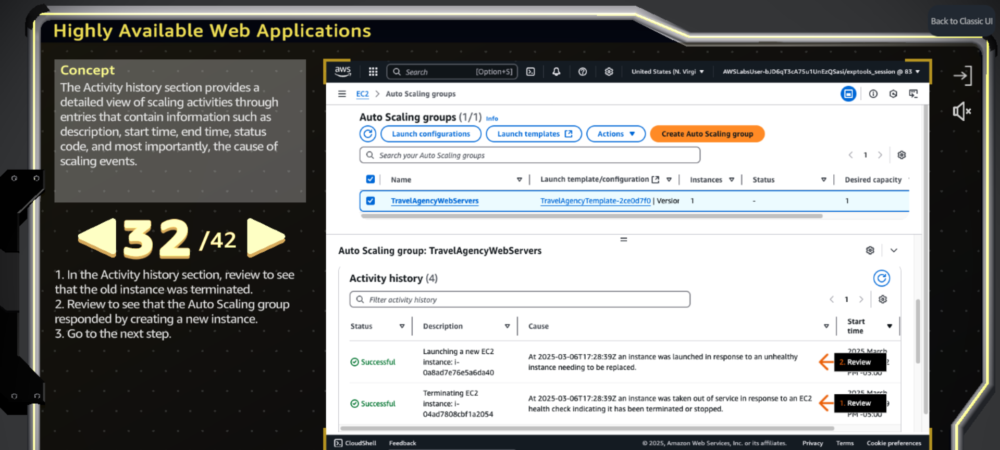 Back to Classic UI
Highly Available Web Applications
Concept
The Activity history section provides a
detailed view of scaling activities through
entries that contain information such as
description, start time, end time, status
code, and most importantly, the cause of
scaling events.
32 /42
1. In the Activity history section, review to see
that the old instance was terminated.
2. Review to see that the Auto Scaling group
responded by creating a new instance.
3. Go to the next step.
aws
Search [Option+S]
United States (N. Virgi
AWSLabsUser-bJD6qT3cA75u1UnEzQSasi/exptools_session @ 83
EC2 > Auto Scaling groups
Auto Scaling groups (1/1) Info
Launch configurations
Launch templates
Actions
Create Auto Scaling group
Search your Auto Scaling groups
1
Name
Launch template/configuration
Instances
Status
Desired capacity
TravelAgencyWebServers
TravelAgencyTemplate-2ce0d7f0 | Version
1
-
1
Auto Scaling group: TravelAgencyWebServers
Activity history (4)
Filter activity history
1
Status
Description
Cause
Start
time
Successful
Launching a new EC2
instance: i-
0a8ad7e76e5a6da40
At 2025-03-06T17:28:39Z an instance was launched in response to an unhealthy
instance needing to be replaced.
2025 March
2. Review
PM -05:00
Successful
Terminating EC2
instance: i-
04ad7808cbf1a2054
At 2025-03-06T17:28:39Z an instance was taken out of service in response to an EC2
health check indicating it has been terminated or stopped.
2025 March
1. Review
PM -05:00
CloudShell
Feedback
© 2025, Amazon Web Services, Inc. or its affiliates.
Privacy
Terms
Cookie preferences